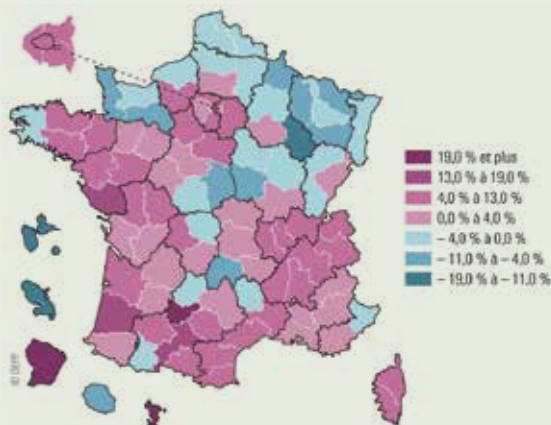 19,0 % et plus
13,0 % à 19,0 %
4,0 % à 13,0 %
0,0 % à 4,0 %
– 4,0 % à 0,0 %
– 11,0 % à – 4,0 %
– 19,0 % à – 11,0 %
© DEPP